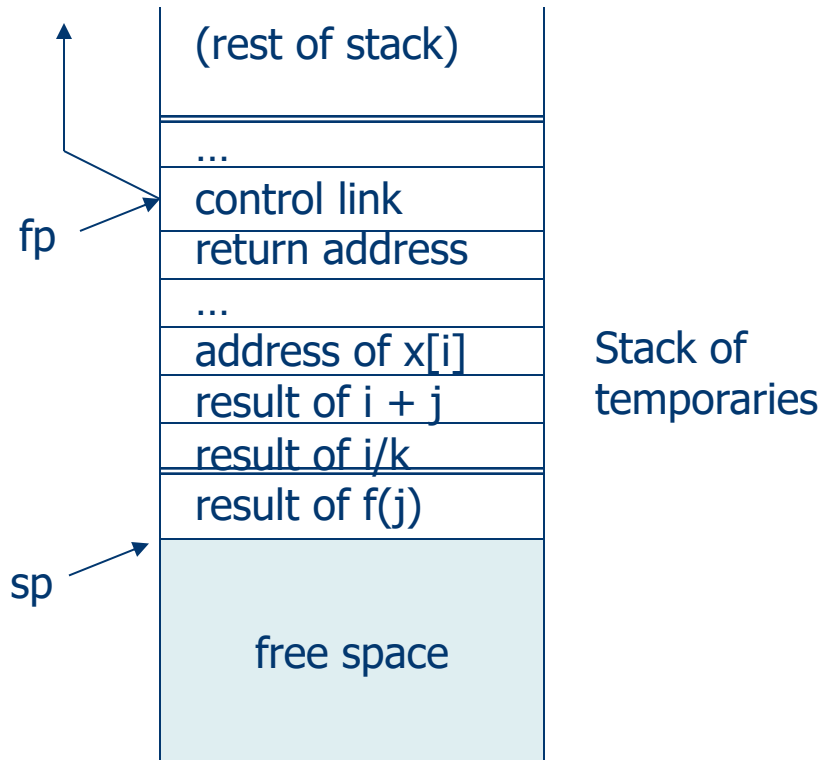 (rest of stack)
...
control link
fp
return address
...
address of x[i]
Stack of
temporaries
result of i + j
result of i/k
result of f(j)
sp
free space